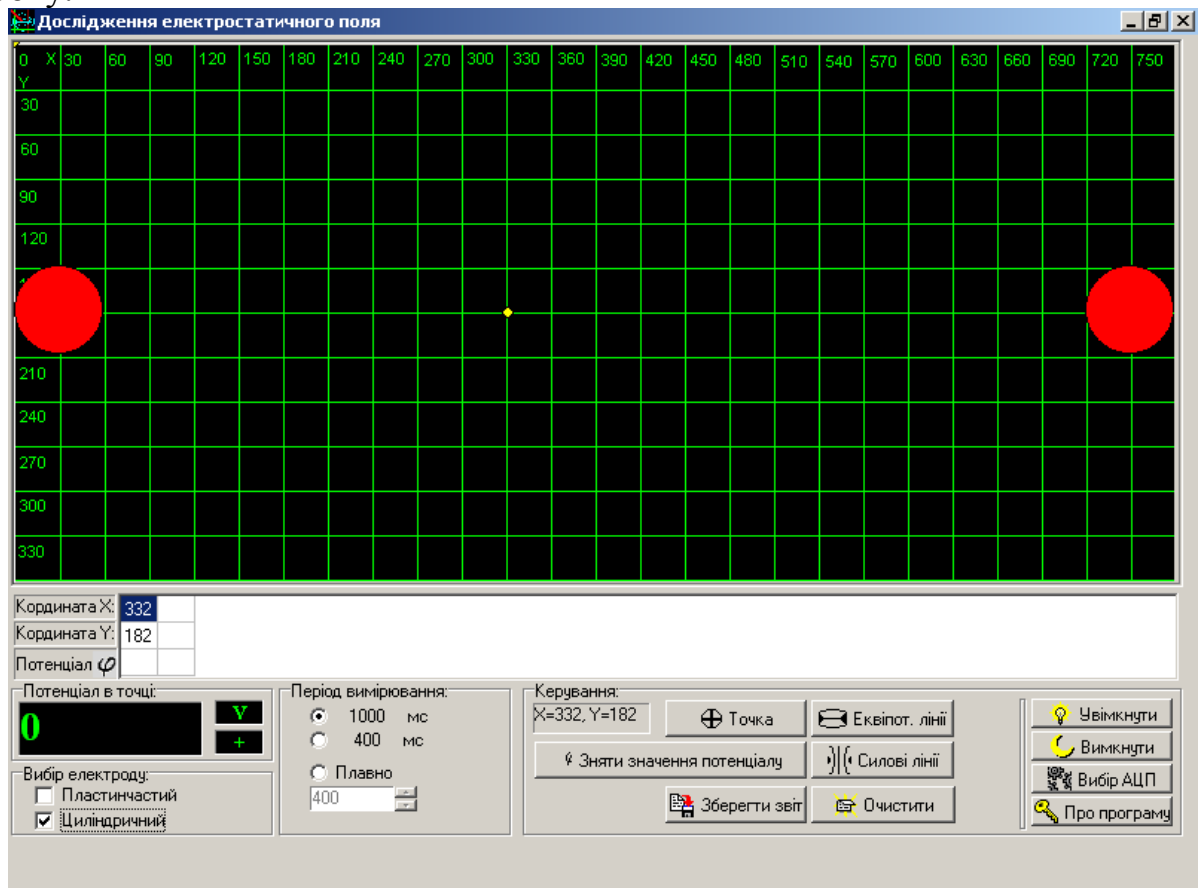 Дослідження електростатичного поля
0 X 30 60 90 120 150 180 210 240 270 300 330 360 390 420 450 480 510 540 570 600 630 660 690 720 750
Y
30
60
90
120
210
240
270
300
330
Кордината X: 332
Кордината Y: 182
Потенціал φ
Потенціал в точці:
0
V
+
Вибір електроду:
Пластинчастий
Циліндричний
Період вимірювання:
1000 мс
400 мс
Плавно
400
Керування:
X=332, Y=182
Точка
Еквіпот. лінії
Зняти значення потенціалу
Силові лінії
Зберегти звіт
Очистити
Увімкнути
Вимкнути
Вибір АЦП
Про програму